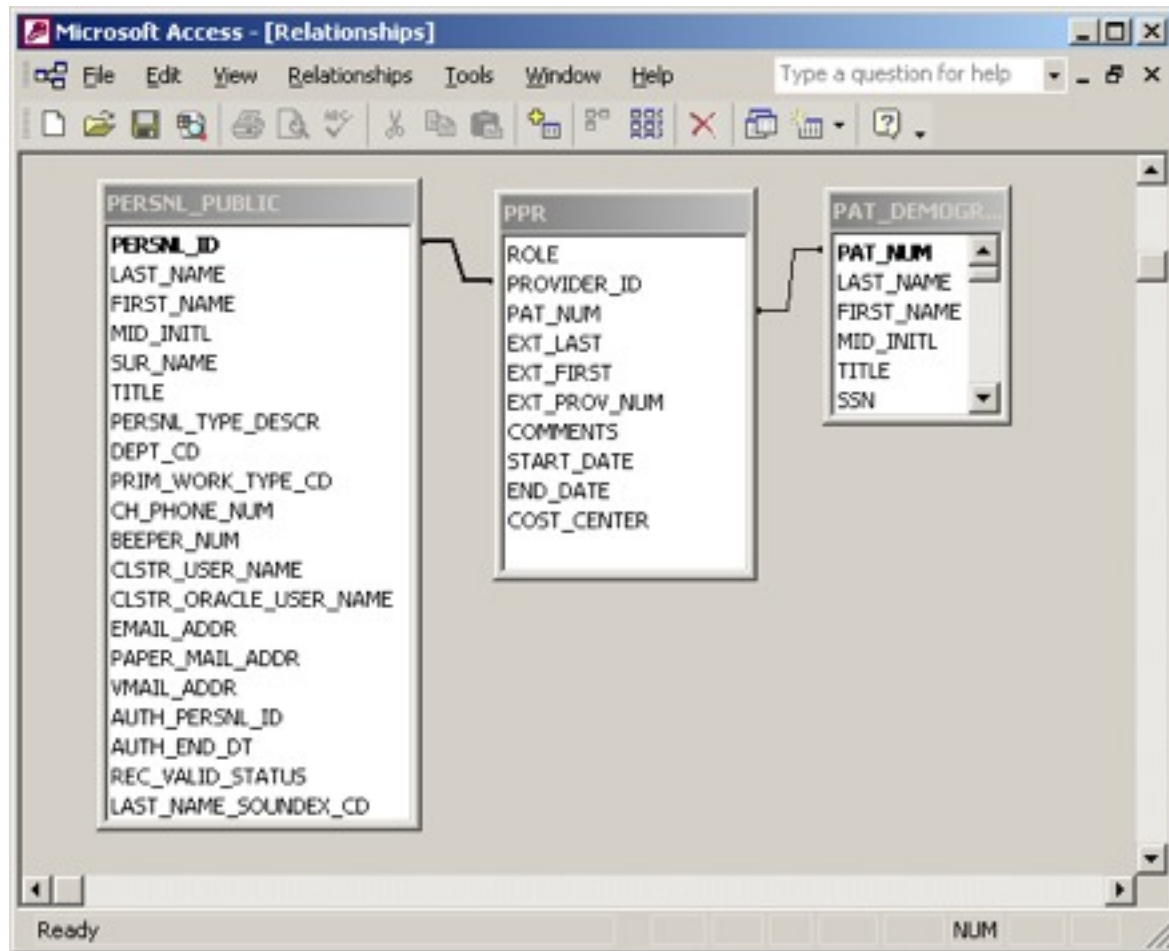 Microsoft Access - [Relationships]
File Edit View Relationships Tools Window Help Type a question for help
PERSNL_PUBLIC
PERSNL_ID
LAST_NAME
FIRST_NAME
MID_INITL
SUR_NAME
TITLE
PERSNL_TYPE_DESCR
DEPT_CD
PRIM_WORK_TYPE_CD
CH_PHONE_NUM
BEEPER_NUM
CLSTR_USER_NAME
CLSTR_ORACLE_USER_NAME
EMAIL_ADDR
PAPER_MAIL_ADDR
VMAIL_ADDR
AUTH_PERSNL_ID
AUTH_END_DT
REC_VALID_STATUS
LAST_NAME_SOUNDEX_CD
PPR
ROLE
PROVIDER_ID
PAT_NUM
EXT_LAST
EXT_FIRST
EXT_PROV_NUM
COMMENTS
START_DATE
END_DATE
COST_CENTER
PAT_DEMOGR...
PAT_NUM
LAST_NAME
FIRST_NAME
MID_INITL
TITLE
SSN
Ready NUM